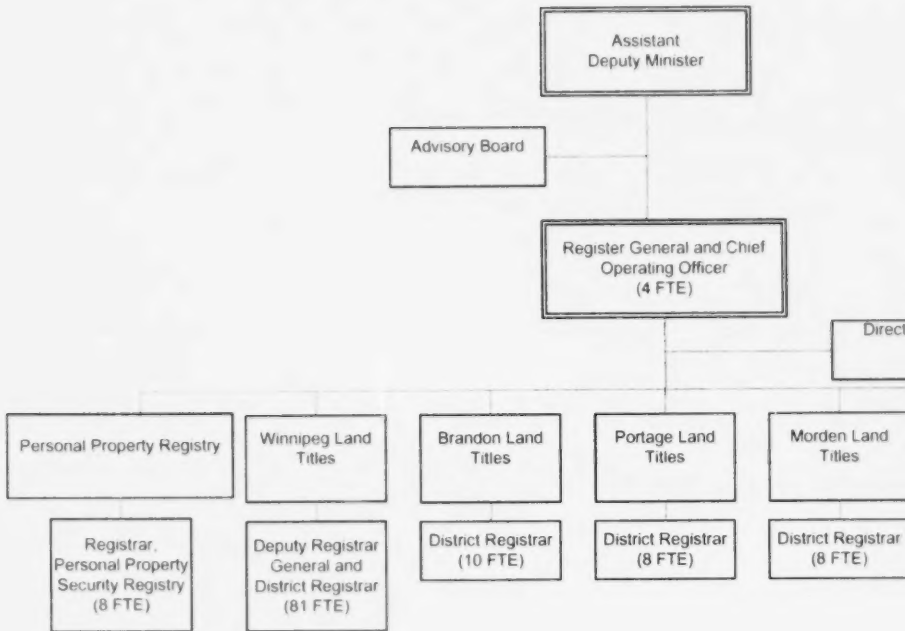 Assistant
Deputy Minister
Advisory Board
Register General and Chief
Operating Officer
(4 FTE)
Direct
Personal Property Registry
Winnipeg Land
Titles
Brandon Land
Titles
Portage Land
Titles
Morden Land
Titles
Registrar,
Personal Property
Security Registry
(8 FTE)
Deputy Registrar
General and
District Registrar
(81 FTE)
District Registrar
(10 FTE)
District Registrar
(8 FTE)
District Registrar
(8 FTE)